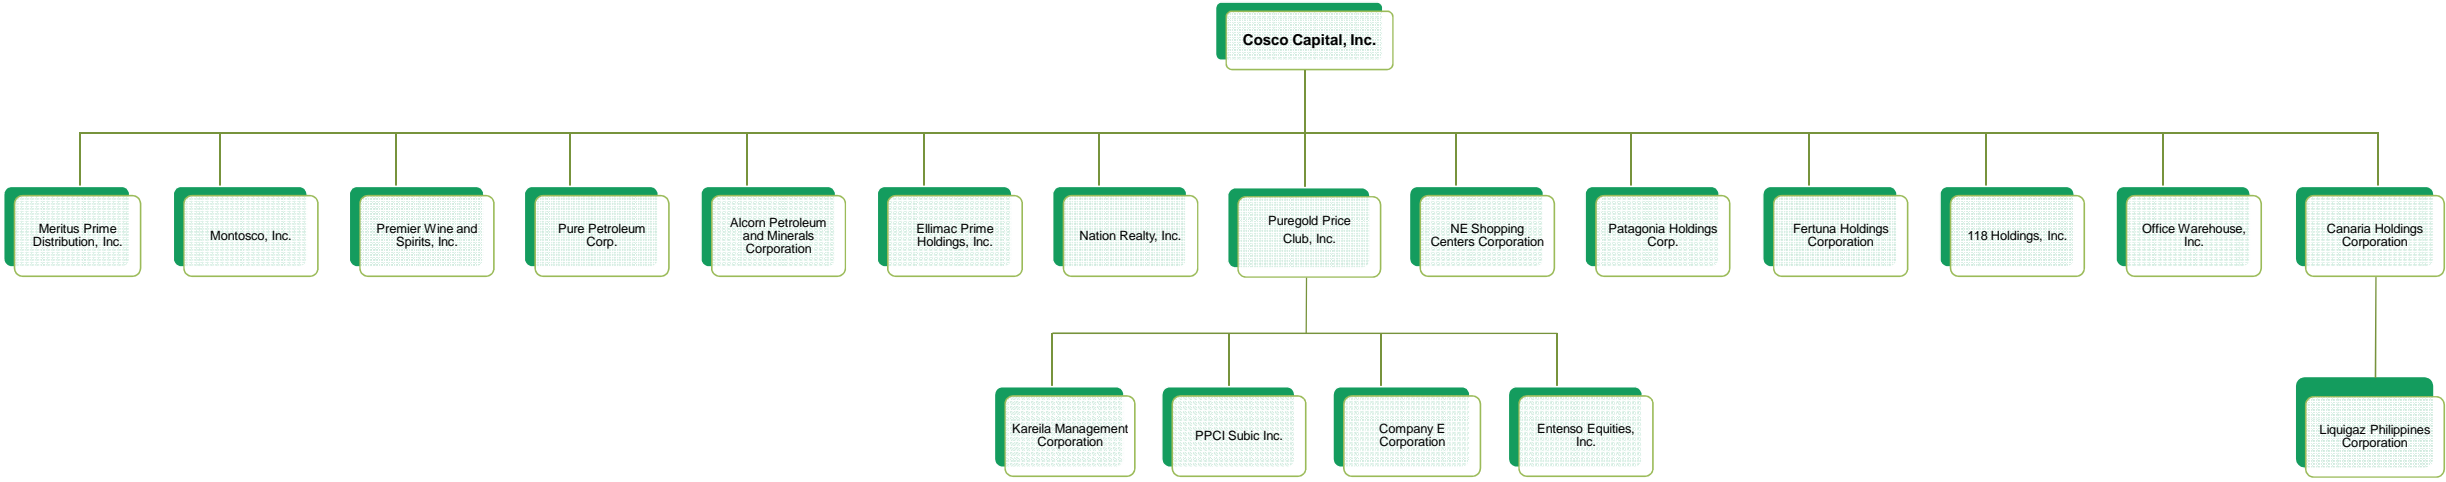 Cosco Capital, Inc.
Meritus Prime
Distribution, Inc.
Montosco, Inc.
Premier Wine and
Spirits, Inc.
Pure Petroleum
Corp.
Alcorn Petroleum
and Minerals
Corporation
Ellimac Prime
Holdings, Inc.
Nation Realty, Inc.
Puregold Price
Club, Inc.
NE Shopping
Centers Corporation
Patagonia Holdings
Corp.
Fertuna Holdings
Corporation
118 Holdings, Inc.
Office Warehouse,
Inc.
Canaria Holdings
Corporation
Kareila Management
Corporation
PPCI Subic Inc.
Company E
Corporation
Entenso Equities,
Inc.
Liquigaz Philippines
Corporation